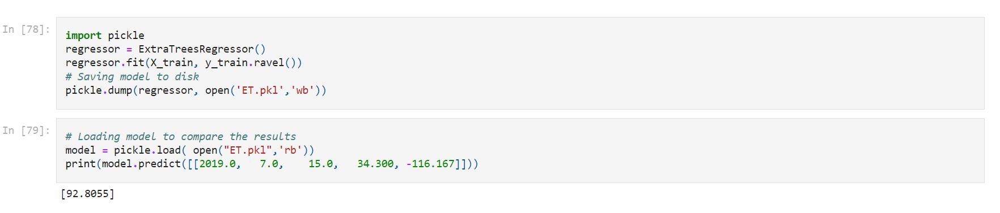 In [78]:
import pickle
regressor = ExtraTreesRegressor()
regressor.fit(X_train, y_train.ravel())
# Saving model to disk
pickle.dump(regressor, open('ET.pkl','wb'))
In [79]:
# Loading model to compare the results
model = pickle.load( open("ET.pkl",'rb'))
print(model.predict([[2019.0,   7.0,    15.0,   34.300, -116.167]]))
[92.8055]